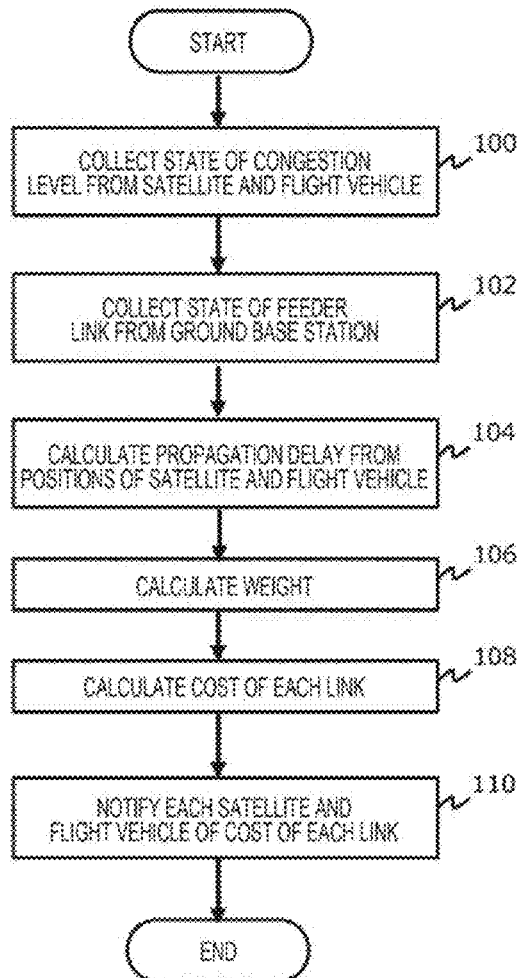 START
COLLECT STATE OF CONGESTION
LEVEL FROM SATELLITE AND FLIGHT VEHICLE
100
COLLECT STATE OF FEEDER
LINK FROM GROUND BASE STATION
102
CALCULATE PROPAGATION DELAY FROM
POSITIONS OF SATELLITE AND FLIGHT VEHICLE
104
CALCULATE WEIGHT
106
CALCULATE COST OF EACH LINK
108
NOTIFY EACH SATELLITE AND
FLIGHT VEHICLE OF COST OF EACH LINK
110
END